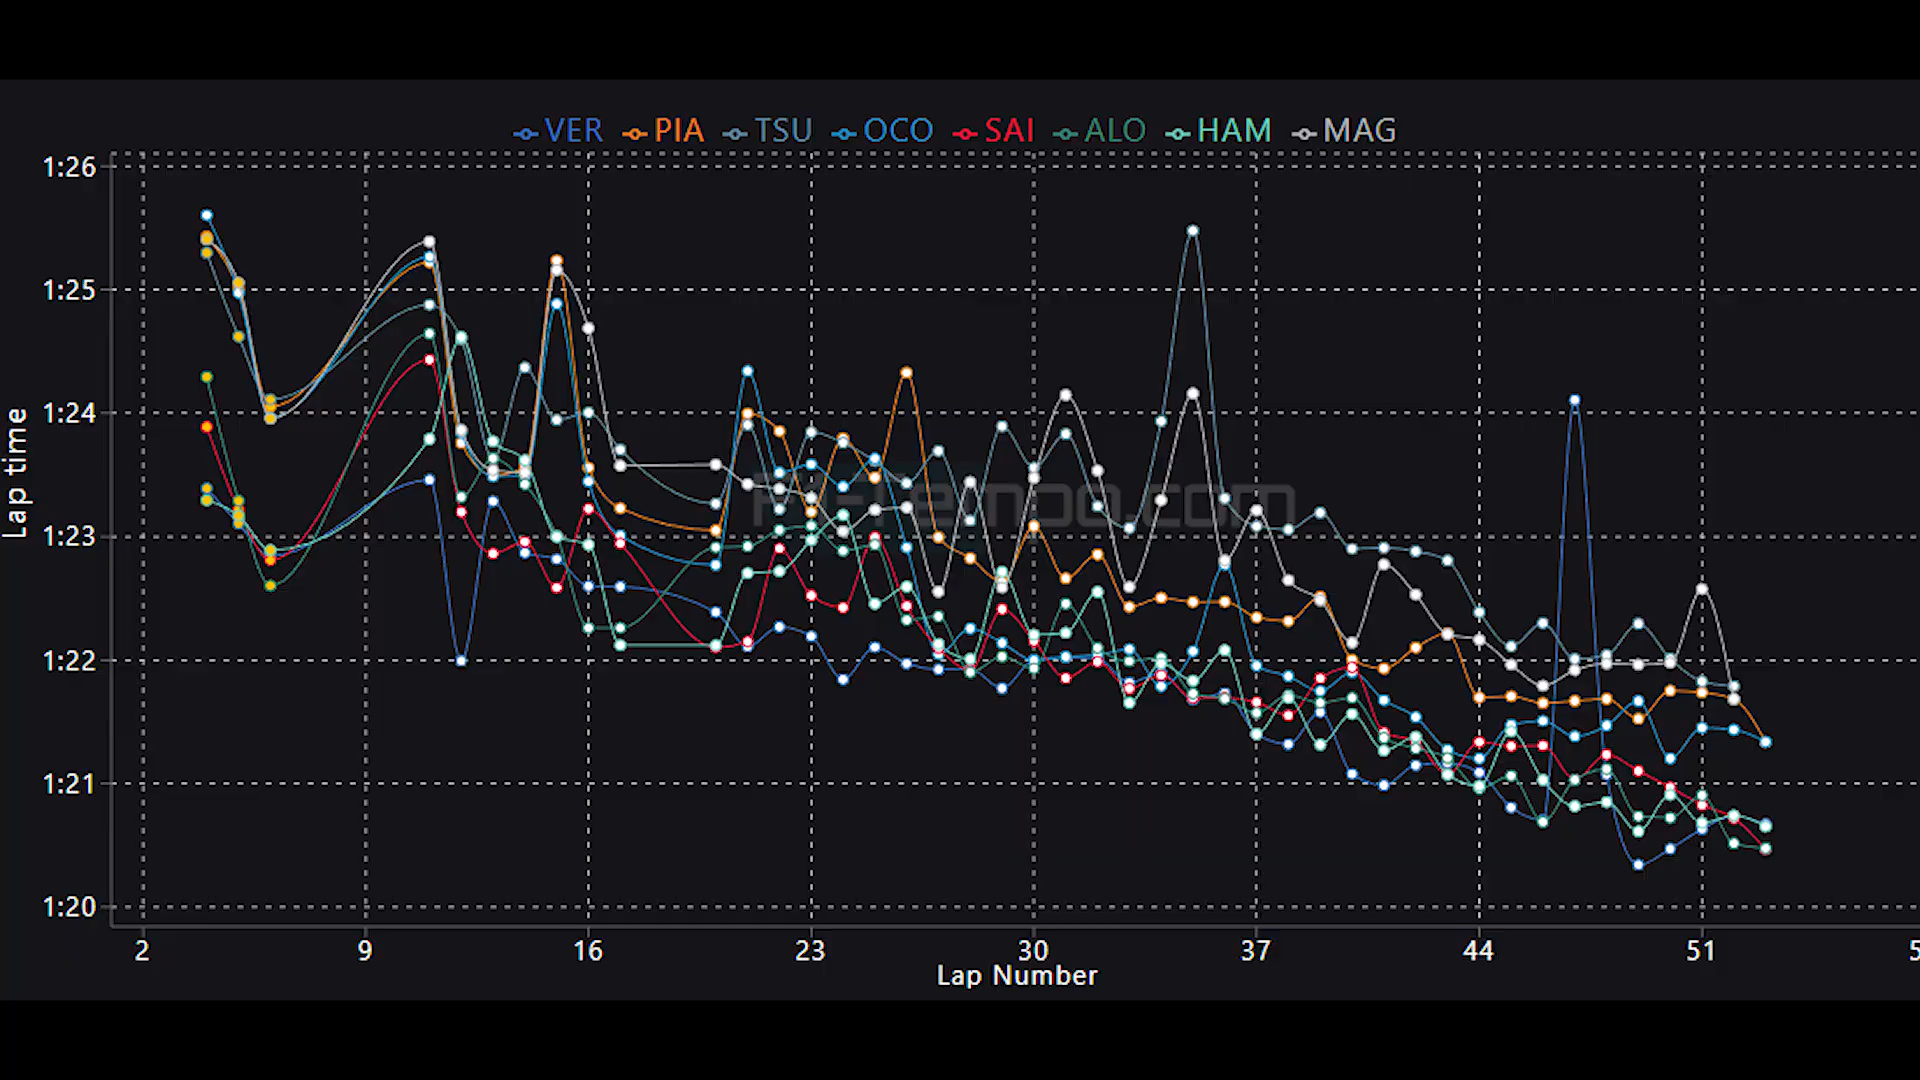 VER PIA TSU OCO SAI ALO HAM MAG
1:26
1:25
1:24
1:23
1:22
1:21
1:20
Lap time
2 9 16 23 30 37 44 51
Lap Number